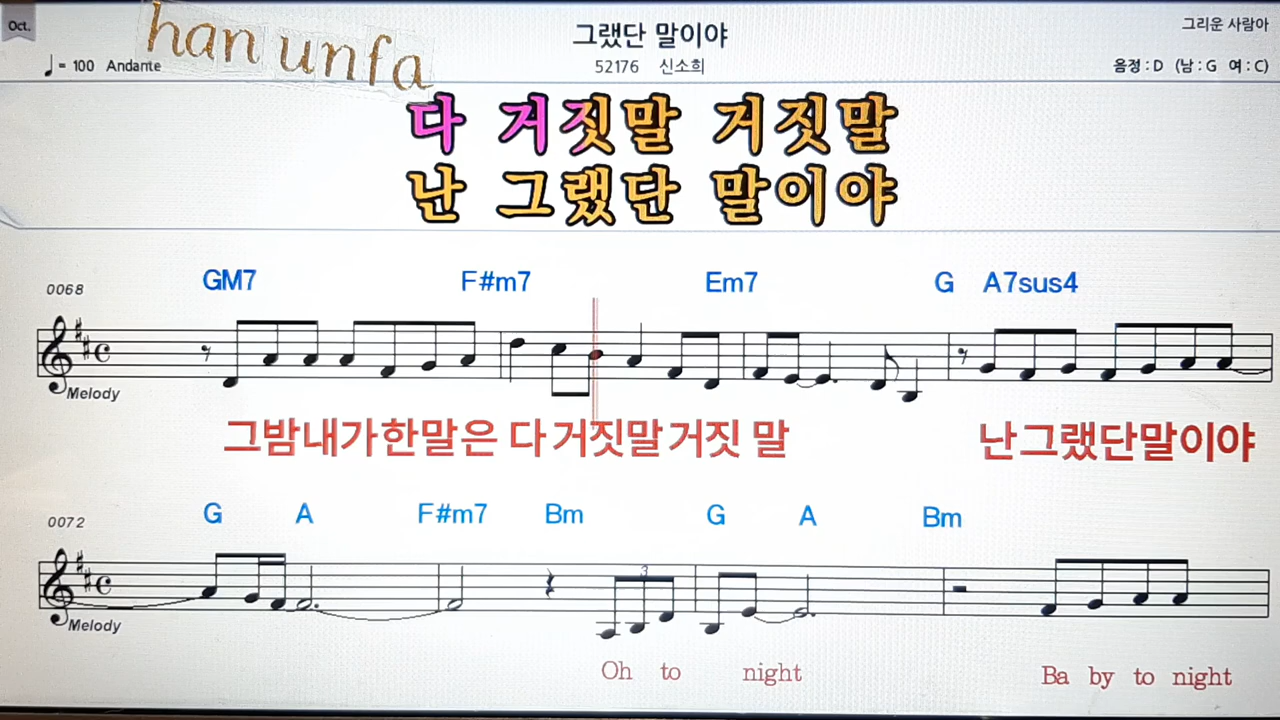 Oct.
han unfa
그랬단 말이야
그리운 사람아
♩= 100 Andante
52176 신소희
음정 : D (남 : G 여 : C)
다 거짓말 거짓말
난 그랬단 말이야
GM7 F#m7 Em7 G A7sus4
0068
Melody
그밤내가한말은 다거짓말거짓 말 난그랬단말이야
G A F#m7 Bm G A Bm
0072
3
Melody
Oh to night Ba by to night